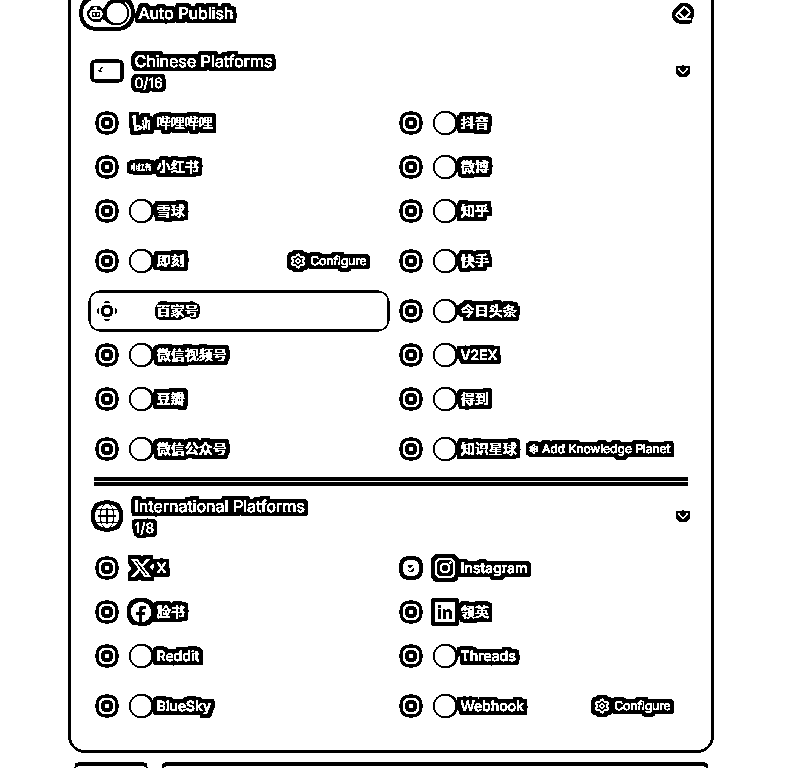 Auto Publish
Chinese Platforms
0/16
哔哩哔哩
抖音
小红书
微博
雪球
知乎
即刻
Configure
快手
百家号
今日头条
微信视频号
V2EX
豆瓣
得到
微信公众号
知识星球
Add Knowledge Planet
International Platforms
1/8
X
Instagram
脸书
in
领英
Reddit
Threads
BlueSky
Webhook
Configure